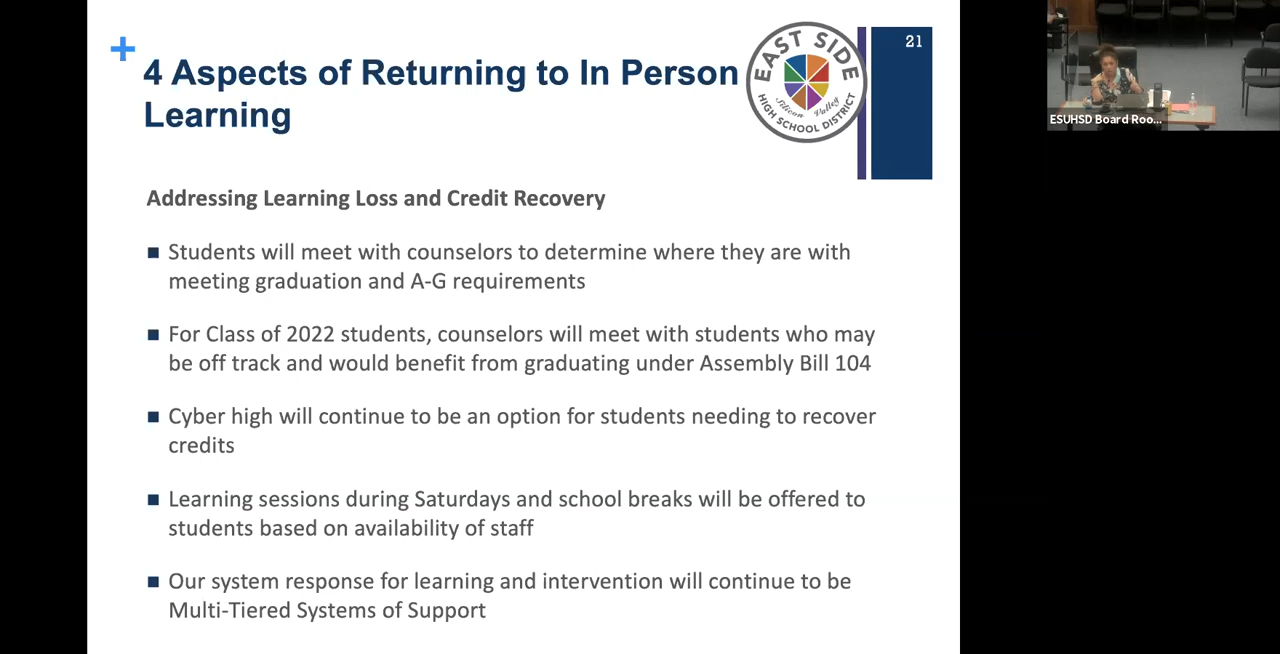 +
4 Aspects of Returning to In Person
Learning
EAST SIDE
Silicon Valley
HIGH SCHOOL DISTRICT
21
ESUHSD Board Roo...
Addressing Learning Loss and Credit Recovery
■ Students will meet with counselors to determine where they are with
meeting graduation and A-G requirements
■ For Class of 2022 students, counselors will meet with students who may
be off track and would benefit from graduating under Assembly Bill 104
■ Cyber high will continue to be an option for students needing to recover
credits
■ Learning sessions during Saturdays and school breaks will be offered to
students based on availability of staff
■ Our system response for learning and intervention will continue to be
Multi-Tiered Systems of Support